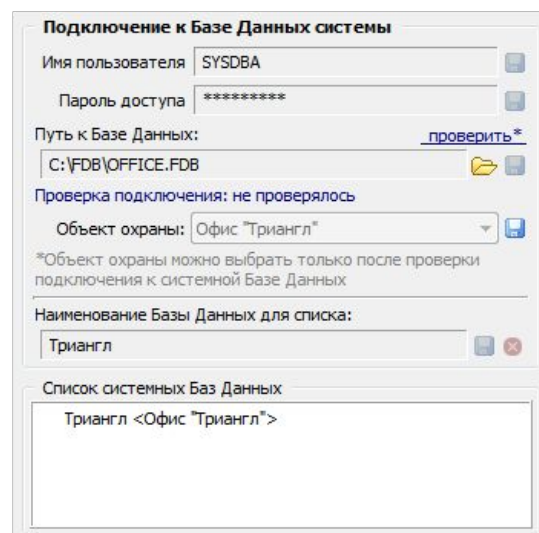 Подключение к Базе Данных системы
Имя пользователя SYSDBA
Пароль доступа *********
Путь к Базе Данных: проверить*
C:\FDB\OFFICE.FDB
Проверка подключения: не проверялось
Объект охраны: Офис "Триангл"
*Объект охраны можно выбрать только после проверки
подключения к системной Базе Данных
Наименование Базы Данных для списка:
Триангл
Список системных Баз Данных
Триангл <Офис "Триангл">